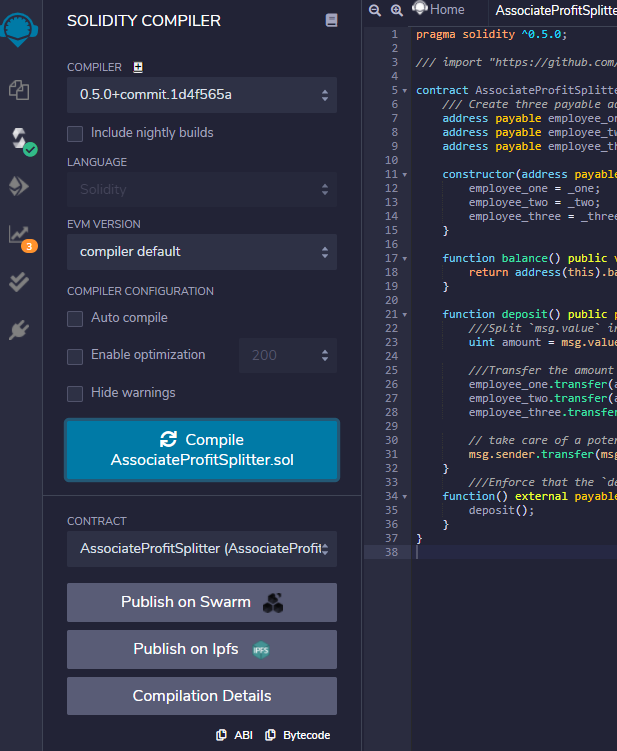 SOLIDITY COMPILER
COMPILER
0.5.0+commit.1d4f565a
Include nightly builds
LANGUAGE
Solidity
EVM VERSION
compiler default
COMPILER CONFIGURATION
Auto compile
Enable optimization
200
Hide warnings
Compile
AssociateProfitSplitter.sol
CONTRACT
AssociateProfitSplitter (AssociateProfit
Publish on Swarm
Publish on Ipfs
IPFS
Compilation Details
ABI
Bytecode
3
Home
AssociateProfitSplitter
1 pragma solidity ^0.5.0;
2
3 /// import "https://github.com/
4
5 contract AssociateProfitSplitte
6 /// Create three payable ad
7 address payable employee_on
8 address payable employee_tw
9 address payable employee_th
10
11 constructor(address payable
12 employee_one = _one;
13 employee_two = _two;
14 employee_three = _three
15 }
16
17 function balance() public v
18 return address(this).ba
19 }
20
21 function deposit() public p
22 ///Split `msg.value` in
23 uint amount = msg.value
24
25 ///Transfer the amount
26 employee_one.transfer(a
27 employee_two.transfer(a
28 employee_three.transfer
29
30 // take care of a poten
31 msg.sender.transfer(msg
32 }
33 ///Enforce that the `de
34 function() external payable
35 deposit();
36 }
37 }
38